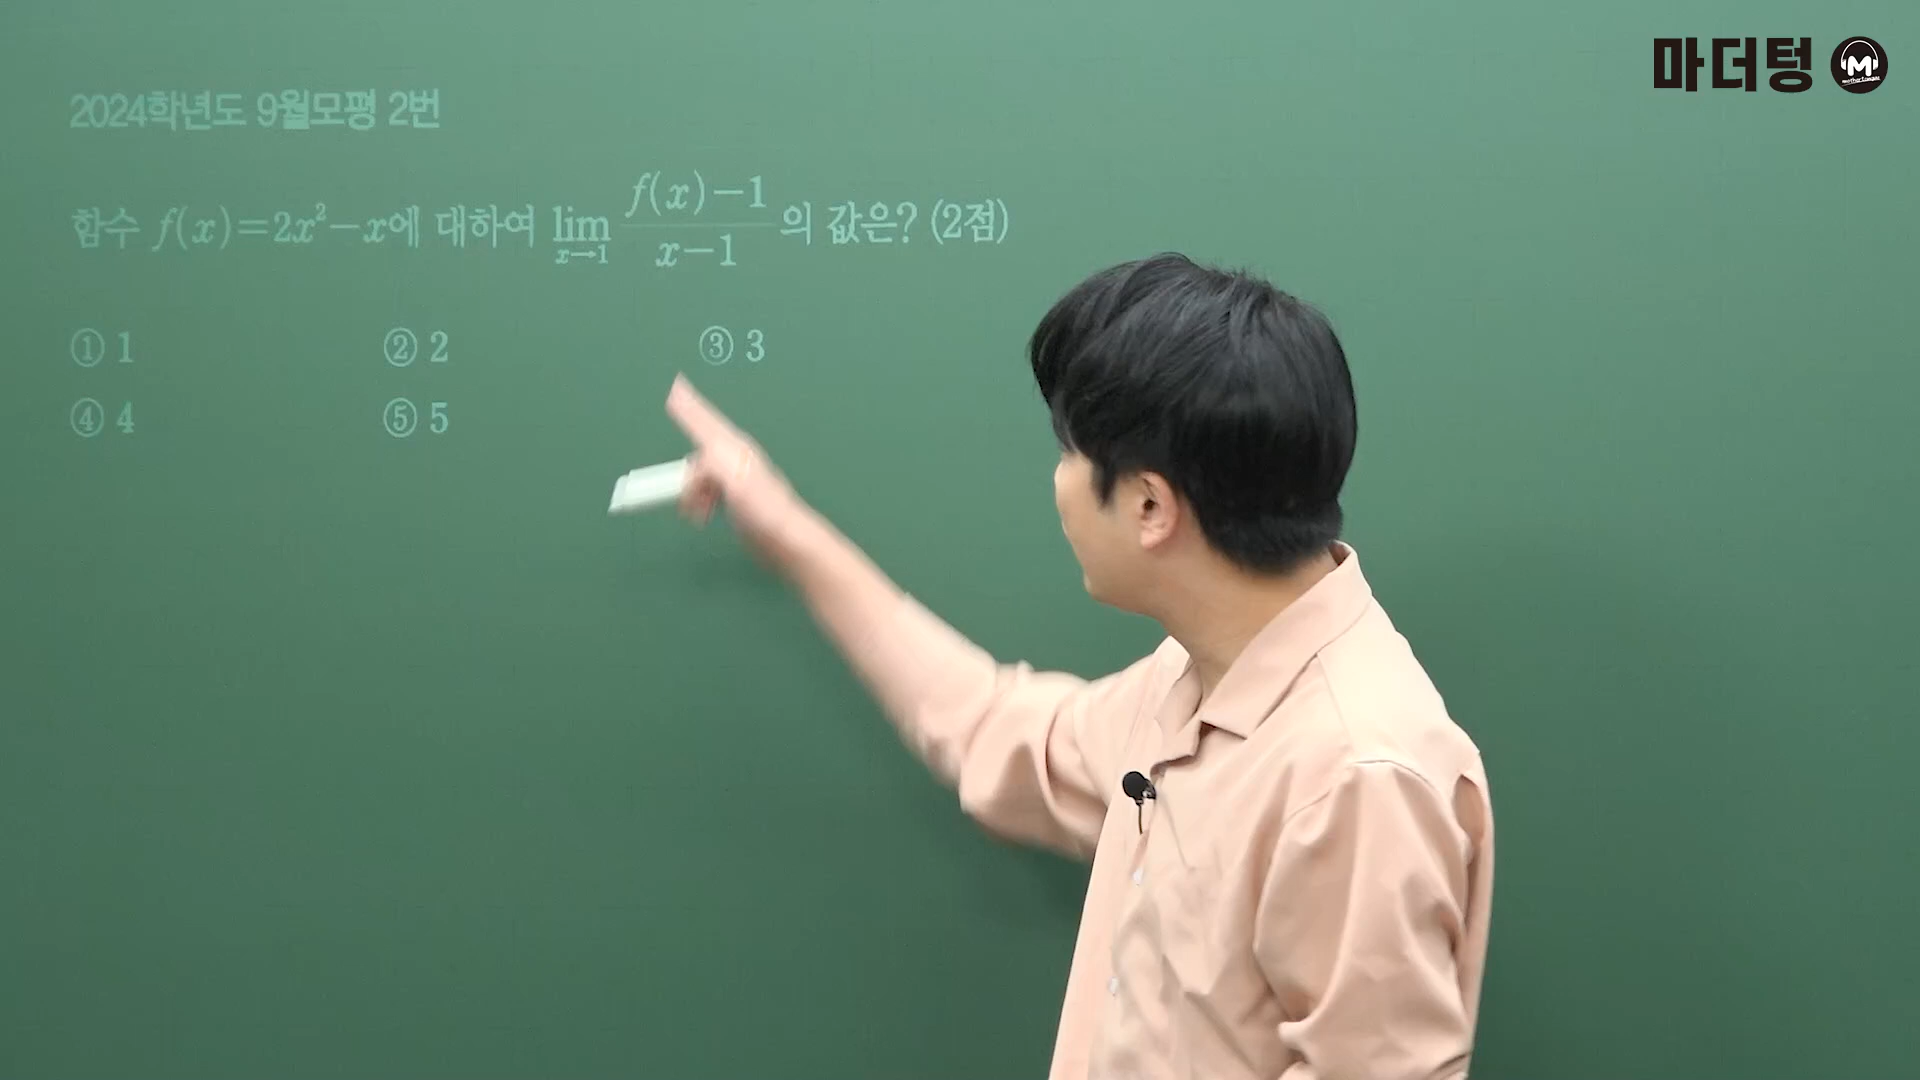 마더텅 M
2024학년도 9월모평 2번
함수 f(x)=2x²-x에 대하여 lim x→1 f(x)-1 / x-1 의 값은? (2점)
① 1 ② 2 ③ 3
④ 4 ⑤ 5